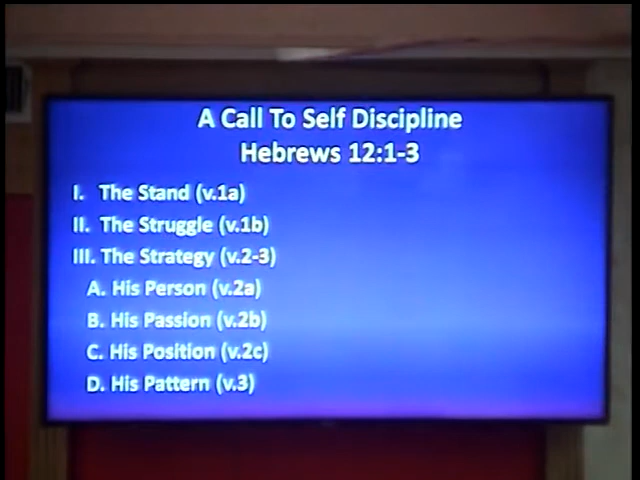 A Call To Self Discipline
Hebrews 12:1-3
I. The Stand (v.1a)
II. The Struggle (v.1b)
III. The Strategy (v.2-3)
A. His Person (v.2a)
B. His Passion (v.2b)
C. His Position (v.2c)
D. His Pattern (v.3)